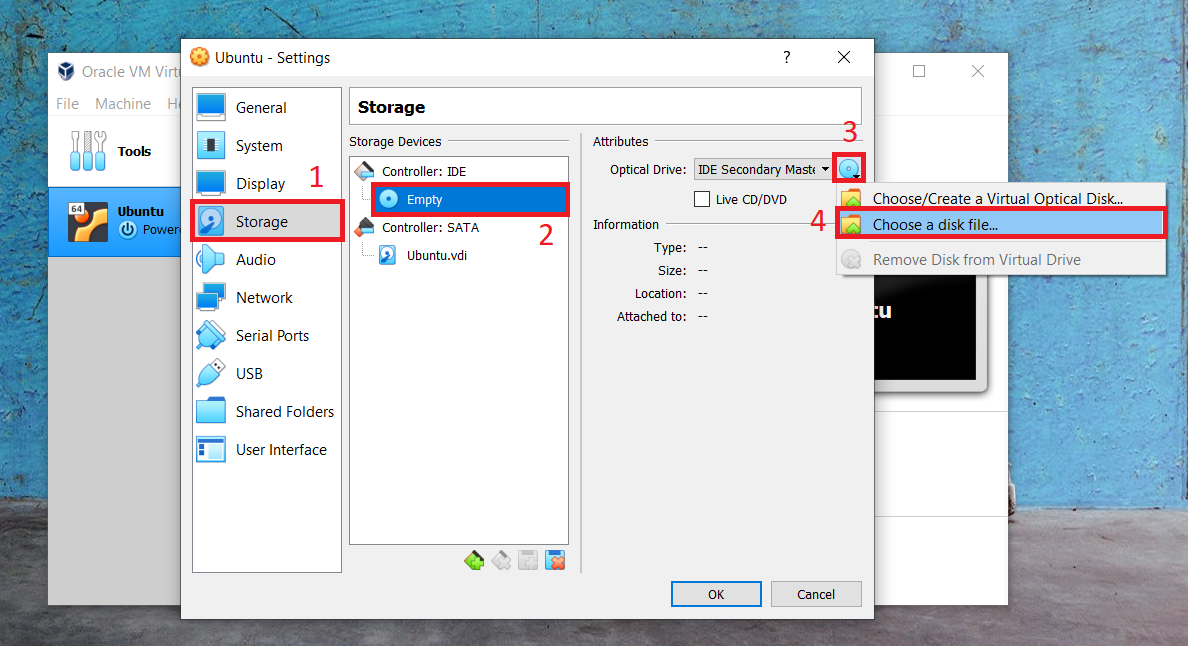 Ubuntu - Settings
?
Oracle VM Virtu
File Machine He
Tools
64
Ubuntu
Powere
General
System
Display
1
Storage
Audio
Network
Serial Ports
USB
Shared Folders
User Interface
Storage
Storage Devices
Controller: IDE
Empty
2
Controller: SATA
Ubuntu.vdi
Attributes
3
Optical Drive: IDE Secondary Maste
Live CD/DVD
Information
Type: --
Size: --
Location: --
Attached to: --
Choose/Create a Virtual Optical Disk...
4
Choose a disk file...
Remove Disk from Virtual Drive
tu
OK
Cancel